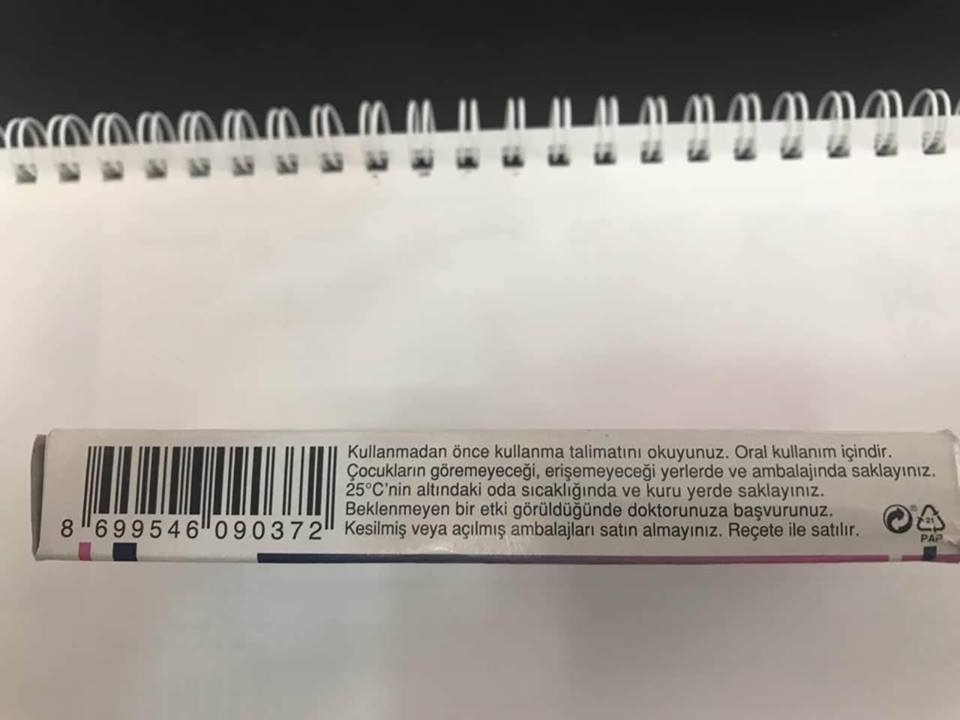 Kullanmadan önce kullanma talimatını okuyunuz. Oral kullanım içindir.
Çocukların göremeyeceği, erişemeyeceği yerlerde ve ambalajında saklayınız.
25°C'nin altındaki oda sıcaklığında ve kuru yerde saklayınız.
Beklenmeyen bir etki görüldüğünde doktorunuza başvurunuz.
Kesilmiş veya açılmış ambalajları satın almayınız. Reçete ile satılır.
8 699546 090372
®
21
PAP